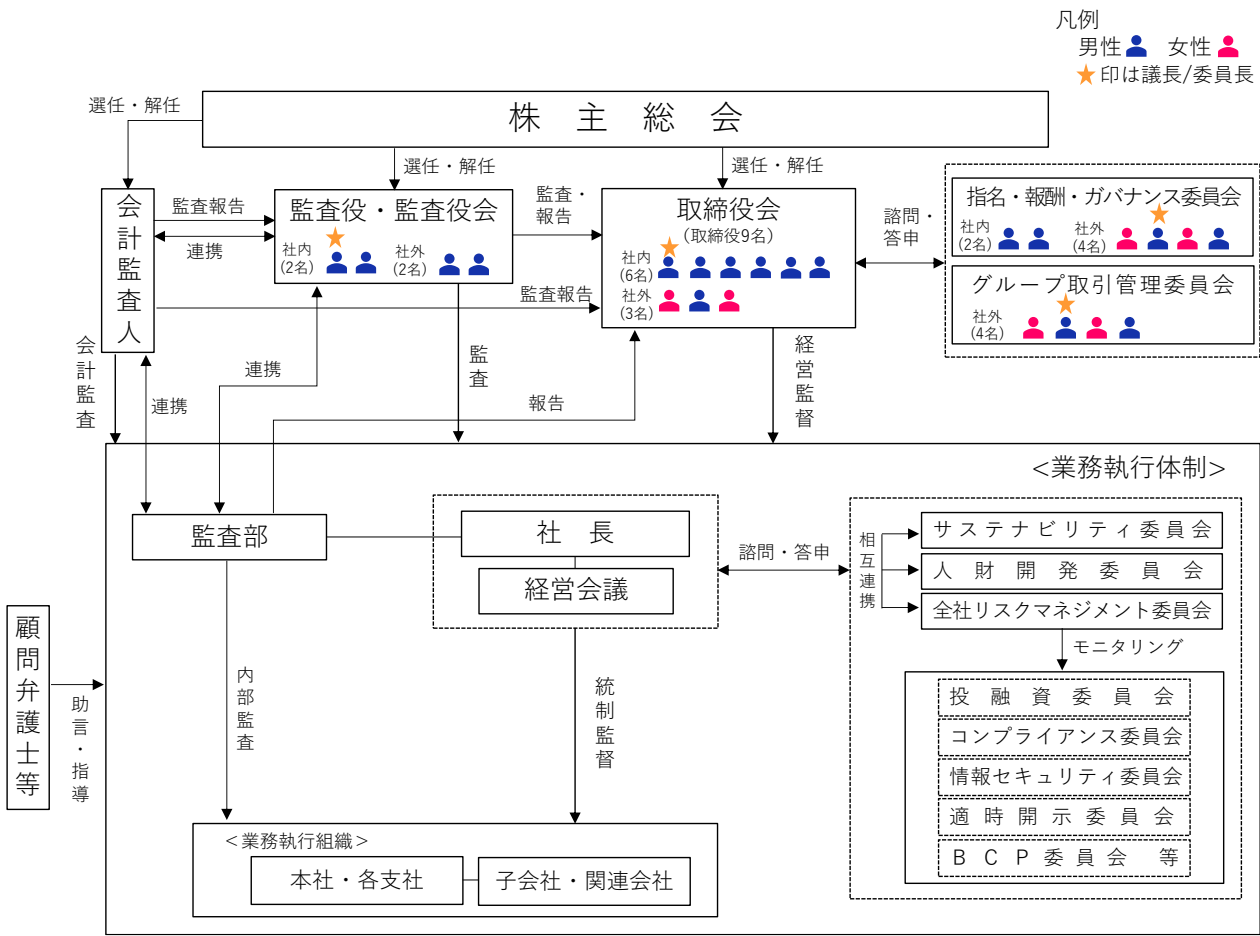 凡例
男性 女性
印は議長/委員長
株主総会
選任・解任
選任・解任
選任・解任
会計監査人
監査報告
連携
監査役・監査役会
社内
(2名)
社外
(2名)
監査・
報告
監査報告
取締役会
(取締役9名)
社内
(6名)
社外
(3名)
諮問・
答申
指名・報酬・ガバナンス委員会
社内
(2名)
社外
(4名)
グループ取引管理委員会
社外
(4名)
会計監査
連携
連携
監査
報告
経営監督
<業務執行体制>
監査部
社長
経営会議
諮問・答申
相互連携
サステナビリティ委員会
人財開発委員会
全社リスクマネジメント委員会
モニタリング
投融資委員会
コンプライアンス委員会
情報セキュリティ委員会
適時開示委員会
BCP委員会 等
顧問弁護士等
助言・指導
内部監査
統制監督
<業務執行組織>
本社・各支社
子会社・関連会社